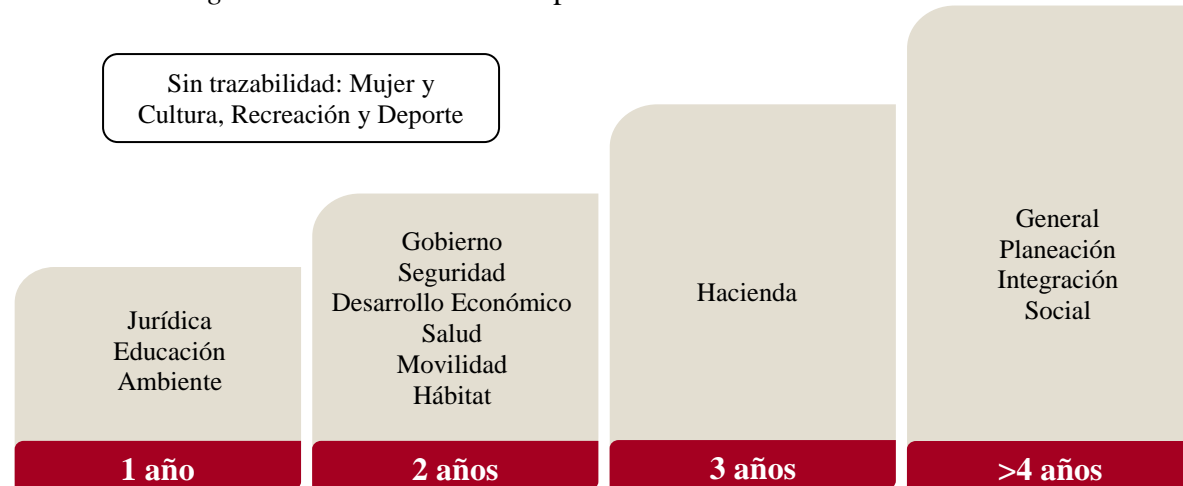 Sin trazabilidad: Mujer y
Cultura, Recreación y Deporte
Jurídica
Educación
Ambiente
1 año
Gobierno
Seguridad
Desarrollo Económico
Salud
Movilidad
Hábitat
2 años
Hacienda
3 años
General
Planeación
Integración
Social
>4 años